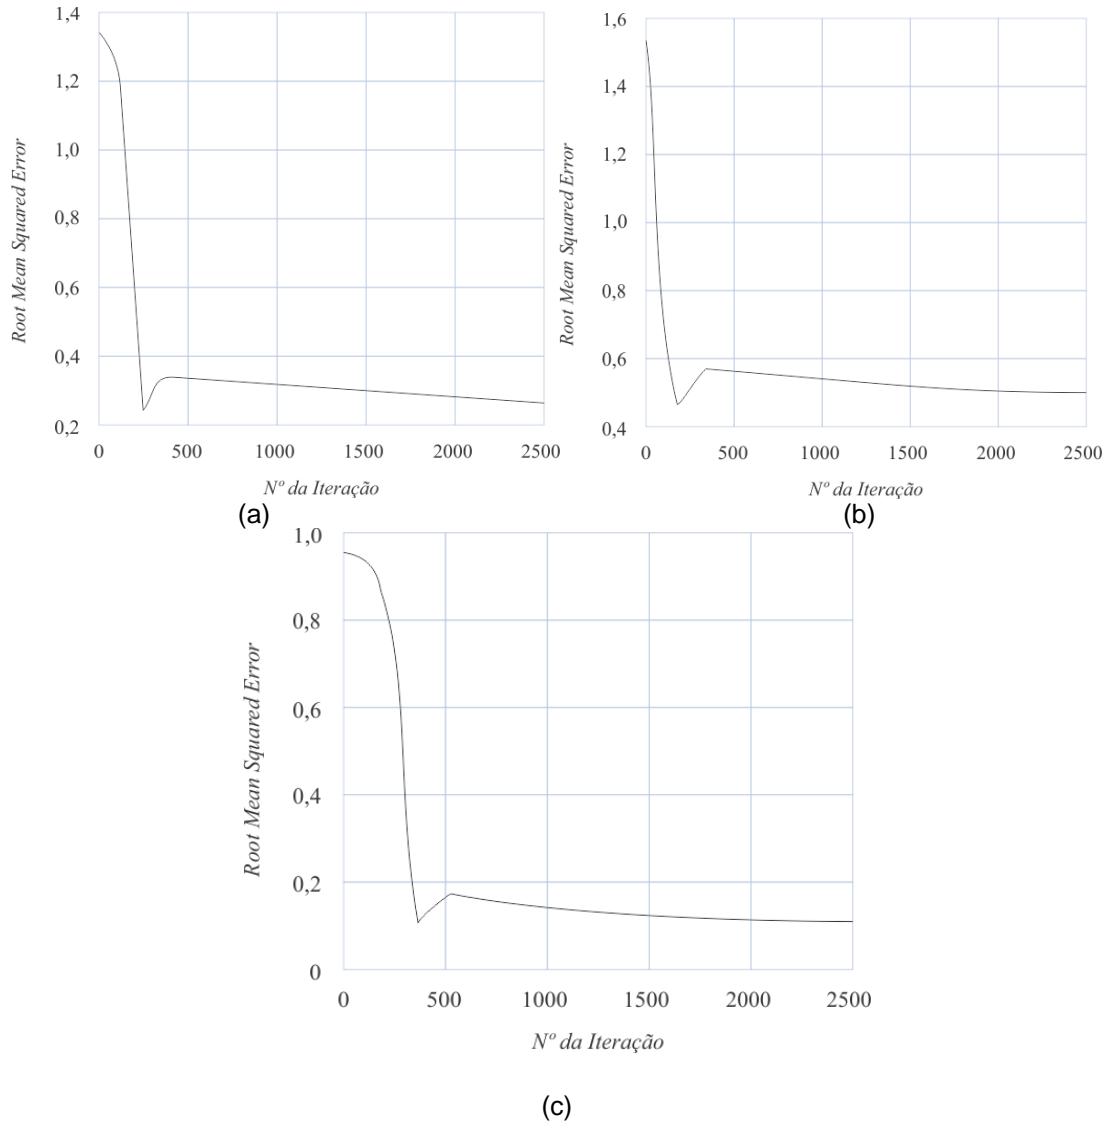 1,4
1,2
1,0
0,8
0,6
0,4
0,2
Root Mean Squared Error
0 500 1000 1500 2000 2500
Nº da Iteração
(a)
1,6
1,4
1,2
1,0
0,8
0,6
0,4
Root Mean Squared Error
0 500 1000 1500 2000 2500
Nº da Iteração
(b)
1,0
0,8
0,6
0,4
0,2
0
Root Mean Squared Error
0 500 1000 1500 2000 2500
Nº da Iteração
(c)